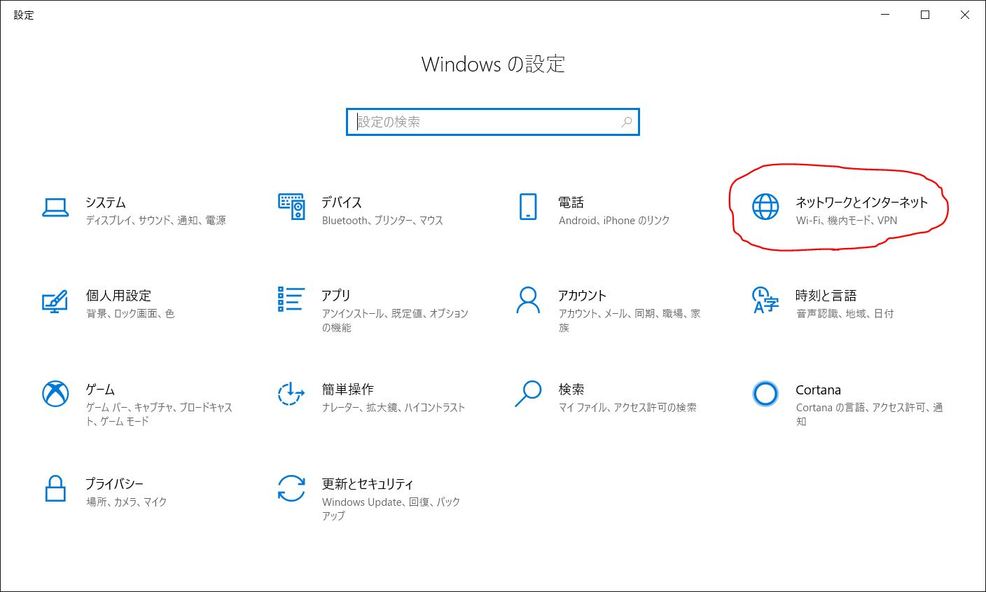 設定
Windows の設定
設定の検索
システム
ディスプレイ、サウンド、通知、電源
デバイス
Bluetooth、プリンター、マウス
電話
Android、iPhone のリンク
ネットワークとインターネット
Wi-Fi、機内モード、VPN
個人用設定
背景、ロック画面、色
アプリ
アンインストール、既定値、オプション
の機能
アカウント
アカウント、メール、同期、職場、家
族
時刻と言語
音声認識、地域、日付
ゲーム
ゲーム バー、キャプチャ、ブロードキャス
ト、ゲーム モード
簡単操作
ナレーター、拡大鏡、ハイコントラスト
検索
マイ ファイル、アクセス許可の検索
Cortana
Cortana の言語、アクセス許可、通
知
プライバシー
場所、カメラ、マイク
更新とセキュリティ
Windows Update、回復、バック
アップ